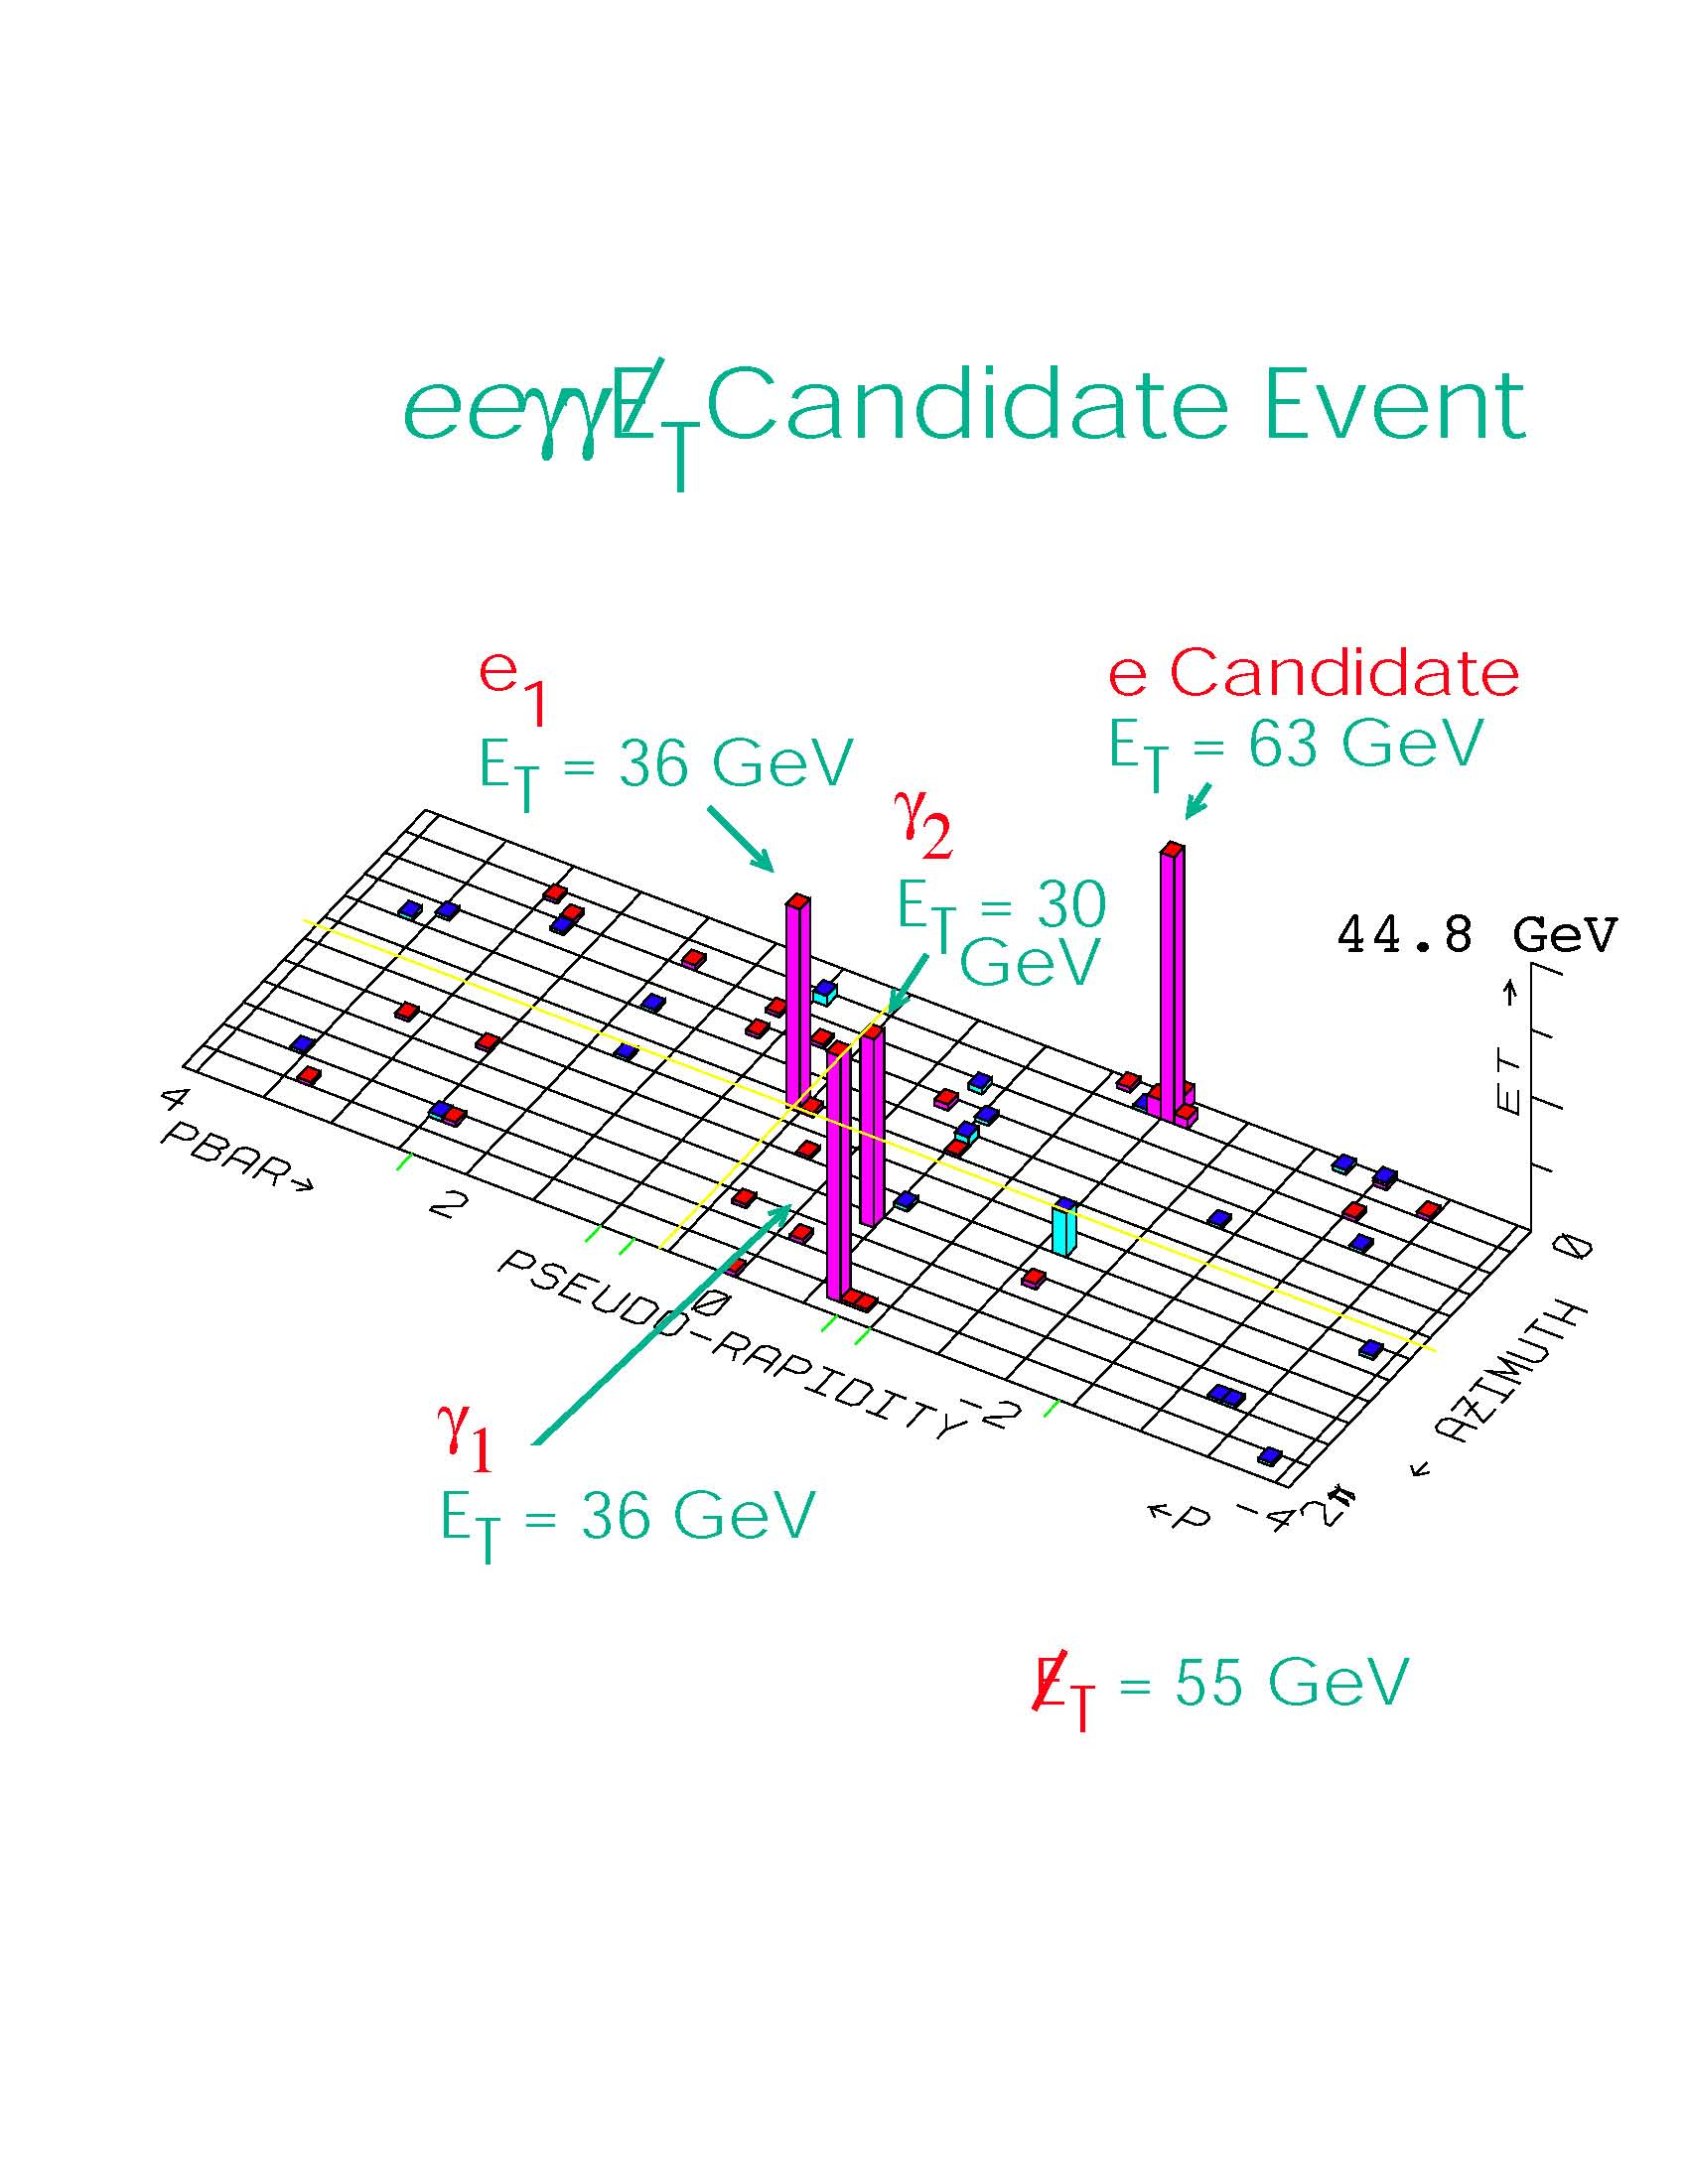 eeγγE̸T Candidate Event
e1
ET = 36 GeV
e Candidate
ET = 63 GeV
γ2
ET = 30
GeV
44.8 GeV
ET →
4
PBAR→
2
PSEUDO-RAPIDITY
0
-2
←P
-4
2π
← AZIMUTH
0
γ1
ET = 36 GeV
E̸T = 55 GeV